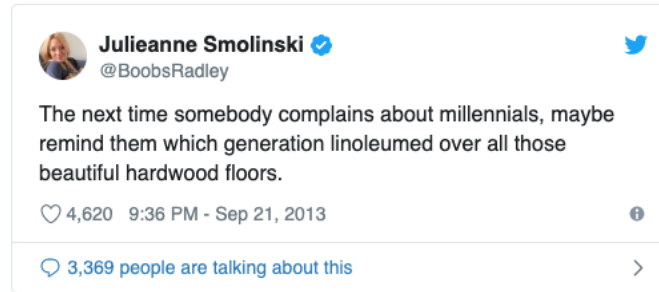 Julieanne Smolinski
@BoobsRadley
The next time somebody complains about millennials, maybe
remind them which generation linoleumed over all those
beautiful hardwood floors.
4,620 9:36 PM - Sep 21, 2013
3,369 people are talking about this